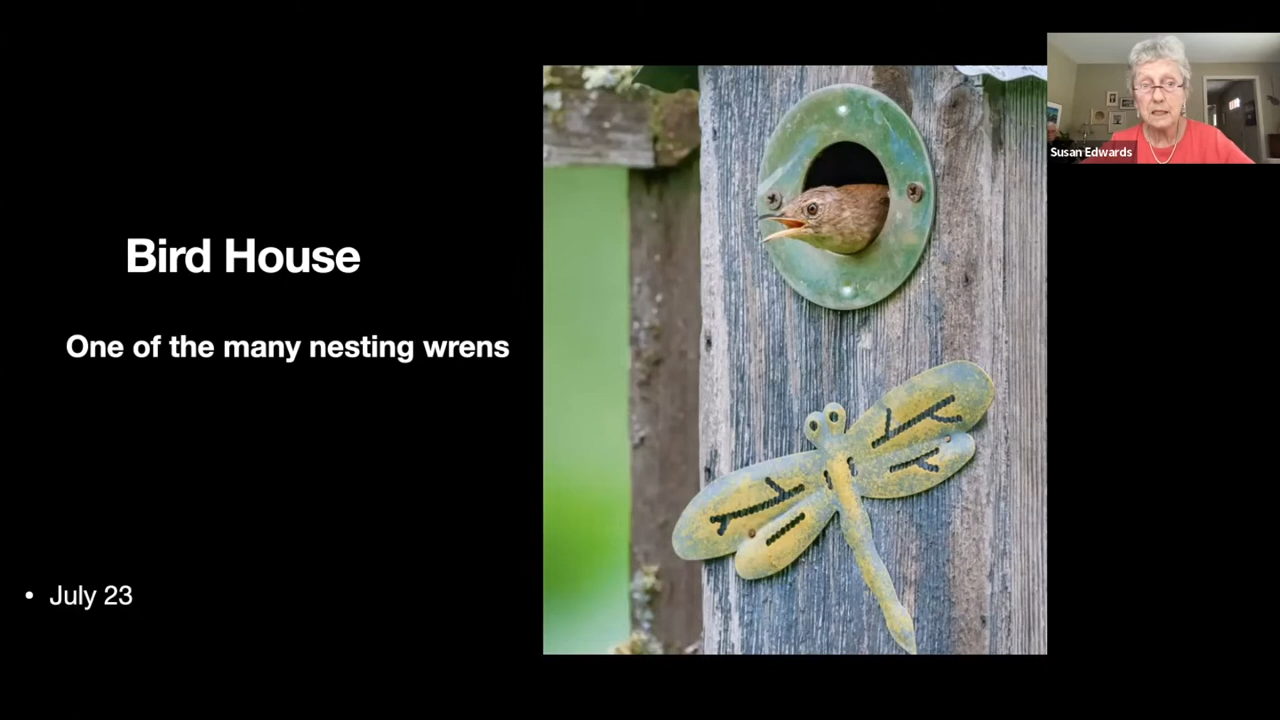 Bird House
One of the many nesting wrens
• July 23
Susan Edwards